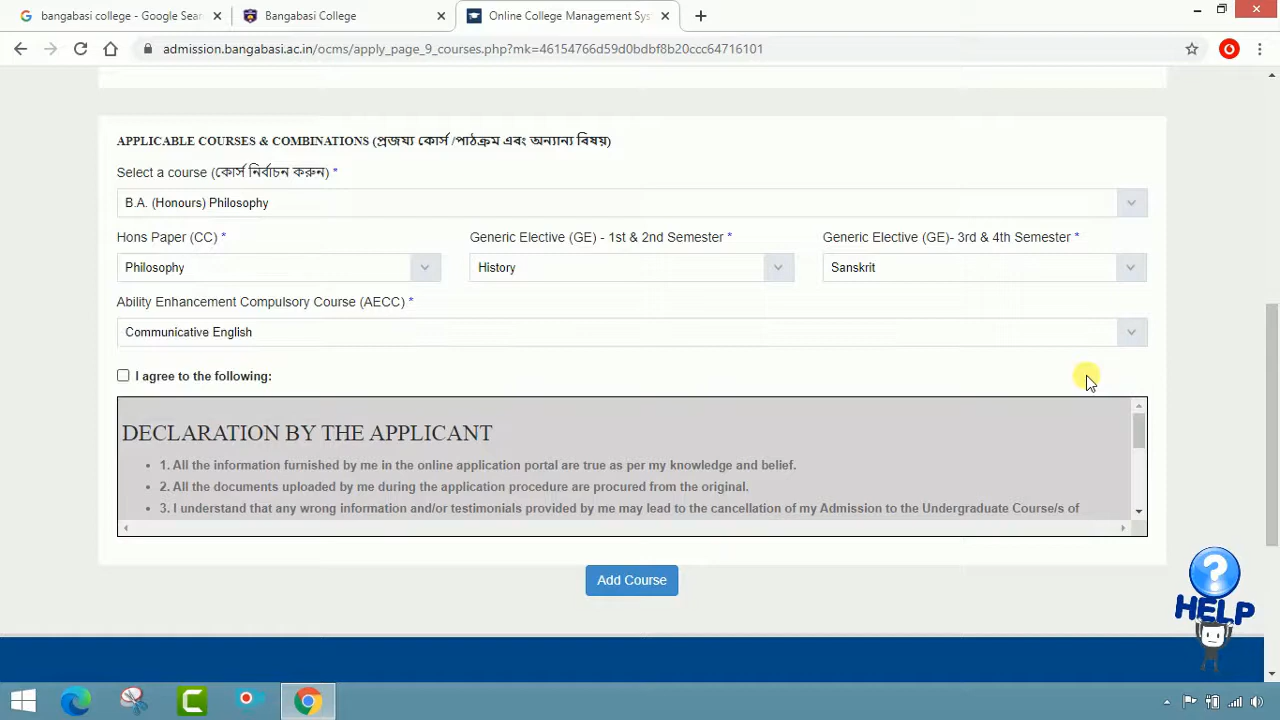 bangabasi college - Google Sear
Bangabasi College
Online College Management Sys
admission.bangabasi.ac.in/ocms/apply_page_9_courses.php?mk=46154766d59d0bdbf8b20ccc64716101
APPLICABLE COURSES & COMBINATIONS (প্রজয্য কোর্স /পাঠক্রম এবং অন্যান্য বিষয়)
Select a course (কোর্স নির্বাচন করুন) *
B.A. (Honours) Philosophy
Hons Paper (CC) *
Generic Elective (GE) - 1st & 2nd Semester *
Generic Elective (GE)- 3rd & 4th Semester *
Philosophy
History
Sanskrit
Ability Enhancement Compulsory Course (AECC) *
Communicative English
I agree to the following:
DECLARATION BY THE APPLICANT
• 1. All the information furnished by me in the online application portal are true as per my knowledge and belief.
• 2. All the documents uploaded by me during the application procedure are procured from the original.
• 3. I understand that any wrong information and/or testimonials provided by me may lead to the cancellation of my Admission to the Undergraduate Course/s of
Add Course
?
HELP